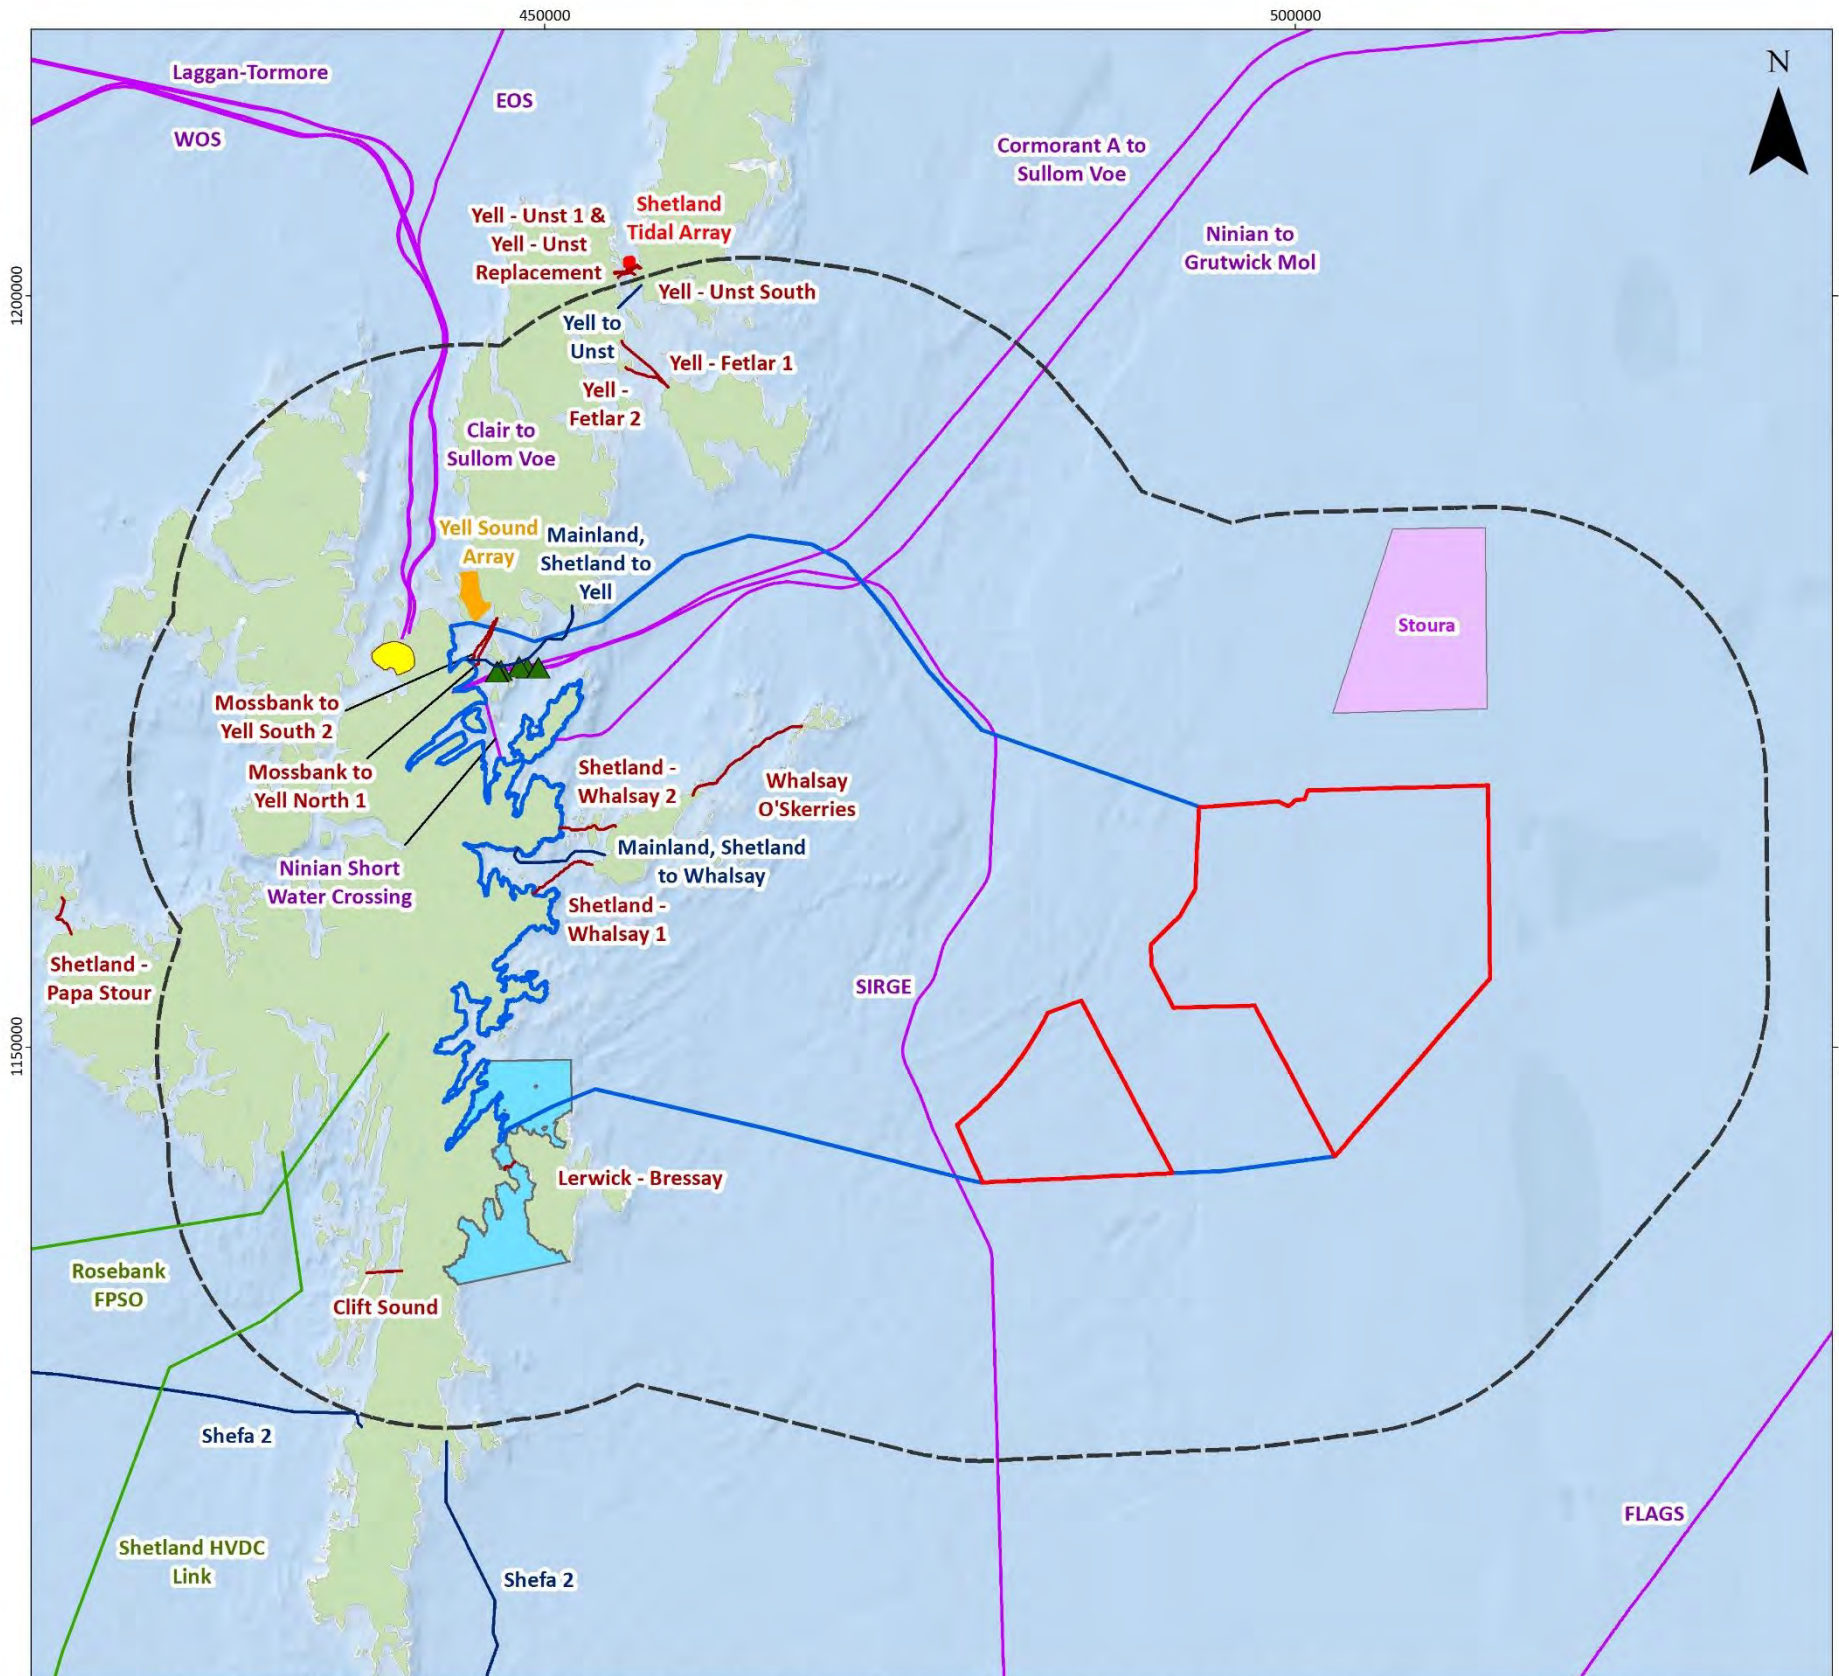 450000
500000
N
Laggan-Tormore
EOS
WOS
Cormorant A to
Sullom Voe
Shetland
Tidal Array
Yell - Unst 1 &
Yell - Unst
Replacement
Ninian to
Grutwick Mol
1200000
Yell - Unst South
Yell to
Unst
Yell - Fetlar 1
Yell -
Fetlar 2
Clair to
Sullom Voe
Yell Sound
Array
Mainland,
Shetland to
Yell
Stoura
Mossbank to
Yell South 2
Mossbank to
Yell North 1
Shetland -
Whalsay 2
Whalsay
O'Skerries
Mainland, Shetland
to Whalsay
Ninian Short
Water Crossing
Shetland -
Whalsay 1
Shetland -
Papa Stour
SIRGE
1150000
Lerwick - Bressay
Rosebank
FPSO
Clift Sound
Shefa 2
FLAGS
Shetland HVDC
Link
Shefa 2